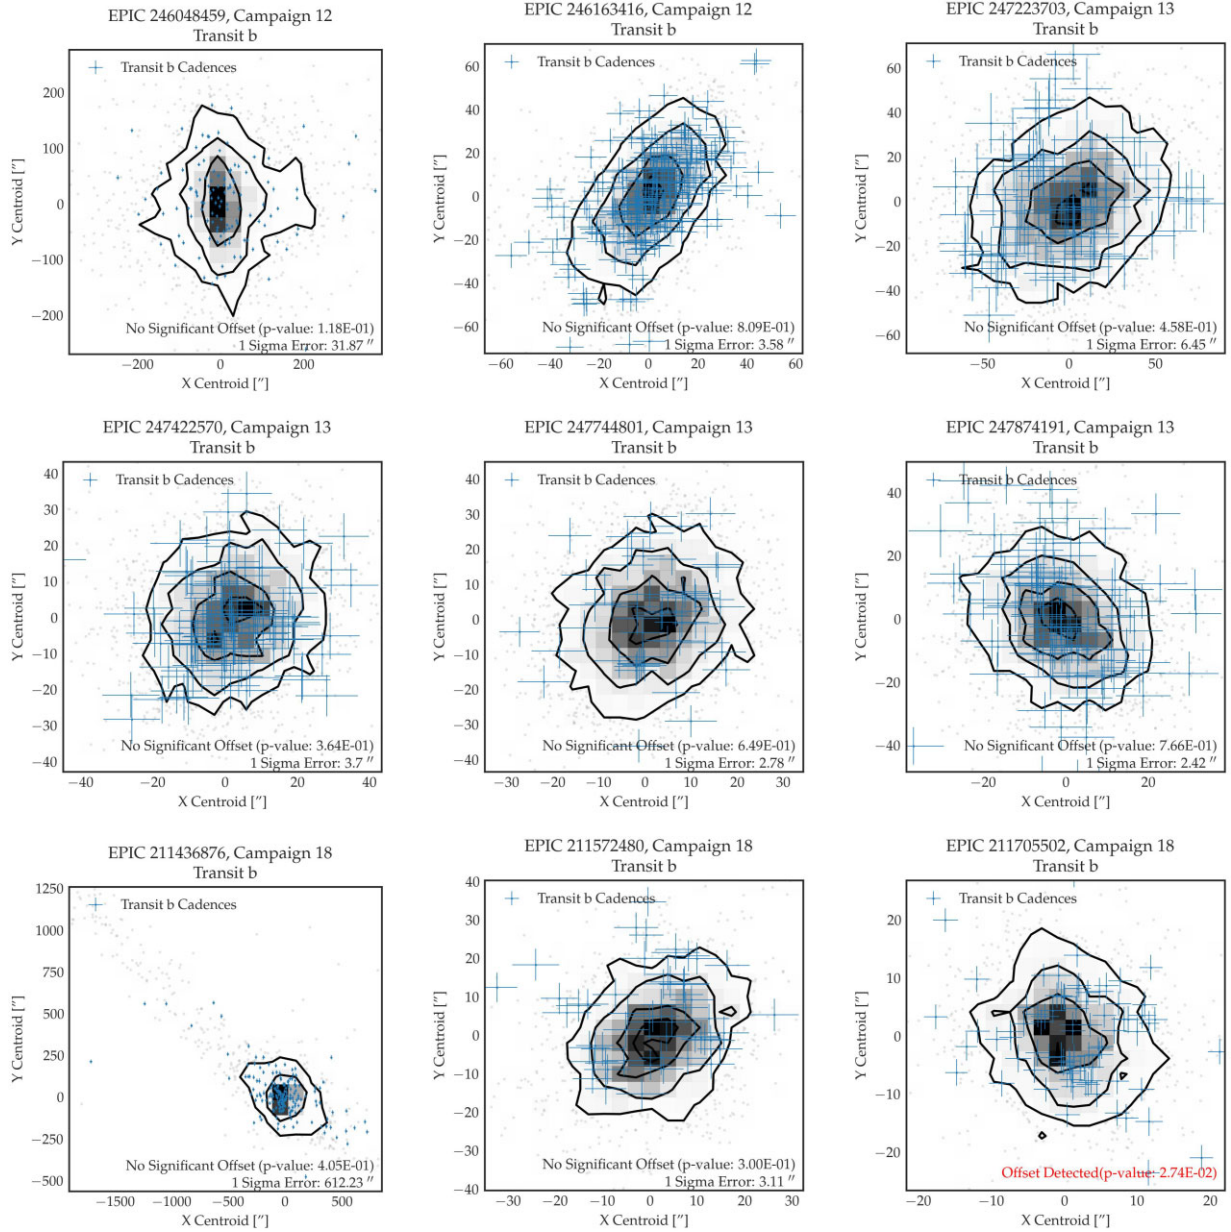 EPIC 246048459, Campaign 12
Transit b
Transit b Cadences
Y Centroid [″]
200
100
0
−100
−200
No Significant Offset (p-value: 1.18E-01)
1 Sigma Error: 31.87 ″
−200 0 200
X Centroid [″]
EPIC 246163416, Campaign 12
Transit b
Transit b Cadences
Y Centroid [″]
60
40
20
0
−20
−40
−60
No Significant Offset (p-value: 8.09E-01)
1 Sigma Error: 3.58 ″
−60 −40 −20 0 20 40 60
X Centroid [″]
EPIC 247223703, Campaign 13
Transit b
Transit b Cadences
Y Centroid [″]
60
40
20
0
−20
−40
−60
No Significant Offset (p-value: 4.58E-01)
1 Sigma Error: 6.45 ″
−50 0 50
X Centroid [″]
EPIC 247422570, Campaign 13
Transit b
Transit b Cadences
Y Centroid [″]
40
30
20
10
0
−10
−20
−30
−40
No Significant Offset (p-value: 3.64E-01)
1 Sigma Error: 3.7 ″
−40 −20 0 20 40
X Centroid [″]
EPIC 247744801, Campaign 13
Transit b
Transit b Cadences
Y Centroid [″]
40
30
20
10
0
−10
−20
−30
−40
No Significant Offset (p-value: 6.49E-01)
1 Sigma Error: 2.78 ″
−30 −20 −10 0 10 20 30
X Centroid [″]
EPIC 247874191, Campaign 13
Transit b
Transit b Cadences
Y Centroid [″]
40
20
0
−20
−40
No Significant Offset (p-value: 7.66E-01)
1 Sigma Error: 2.42 ″
−20 0 20
X Centroid [″]
EPIC 211436876, Campaign 18
Transit b
Transit b Cadences
Y Centroid [″]
1250
1000
750
500
250
0
−250
−500
No Significant Offset (p-value: 4.05E-01)
1 Sigma Error: 612.23 ″
−1500 −1000 −500 0 500
X Centroid [″]
EPIC 211572480, Campaign 18
Transit b
Transit b Cadences
Y Centroid [″]
40
30
20
10
0
−10
−20
−30
−40
No Significant Offset (p-value: 3.00E-01)
1 Sigma Error: 3.11 ″
−30 −20 −10 0 10 20 30
X Centroid [″]
EPIC 211705502, Campaign 18
Transit b
Transit b Cadences
Y Centroid [″]
20
10
0
−10
−20
Offset Detected(p-value: 2.74E-02)
−20 −10 0 10 20
X Centroid [″]